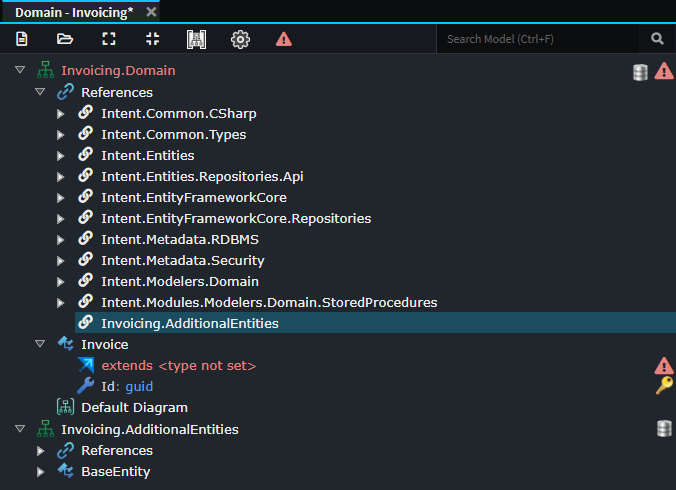 Domain - Invoicing*
Search Model (Ctrl+F)
Invoicing.Domain
References
Intent.Common.CSharp
Intent.Common.Types
Intent.Entities
Intent.Entities.Repositories.Api
Intent.EntityFrameworkCore
Intent.EntityFrameworkCore.Repositories
Intent.Metadata.RDBMS
Intent.Metadata.Security
Intent.Modelers.Domain
Intent.Modules.Modelers.Domain.StoredProcedures
Invoicing.AdditionalEntities
Invoice
extends <type not set>
Id: guid
Default Diagram
Invoicing.AdditionalEntities
References
BaseEntity